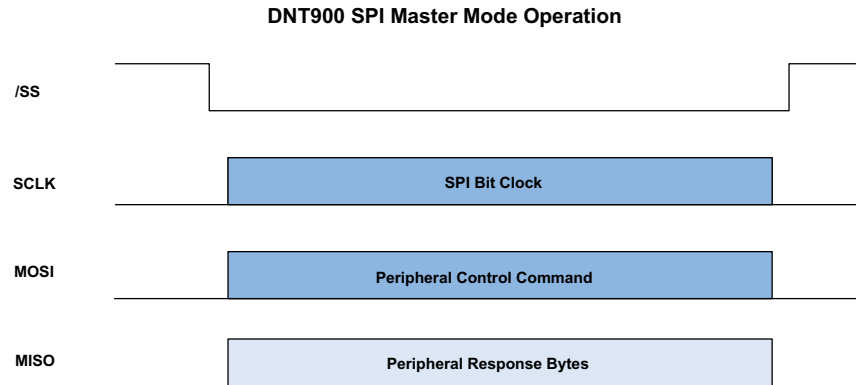 DNT900 SPI Master Mode Operation
/SS
SCLK
SPI Bit Clock
MOSI
Peripheral Control Command
MISO
Peripheral Response Bytes